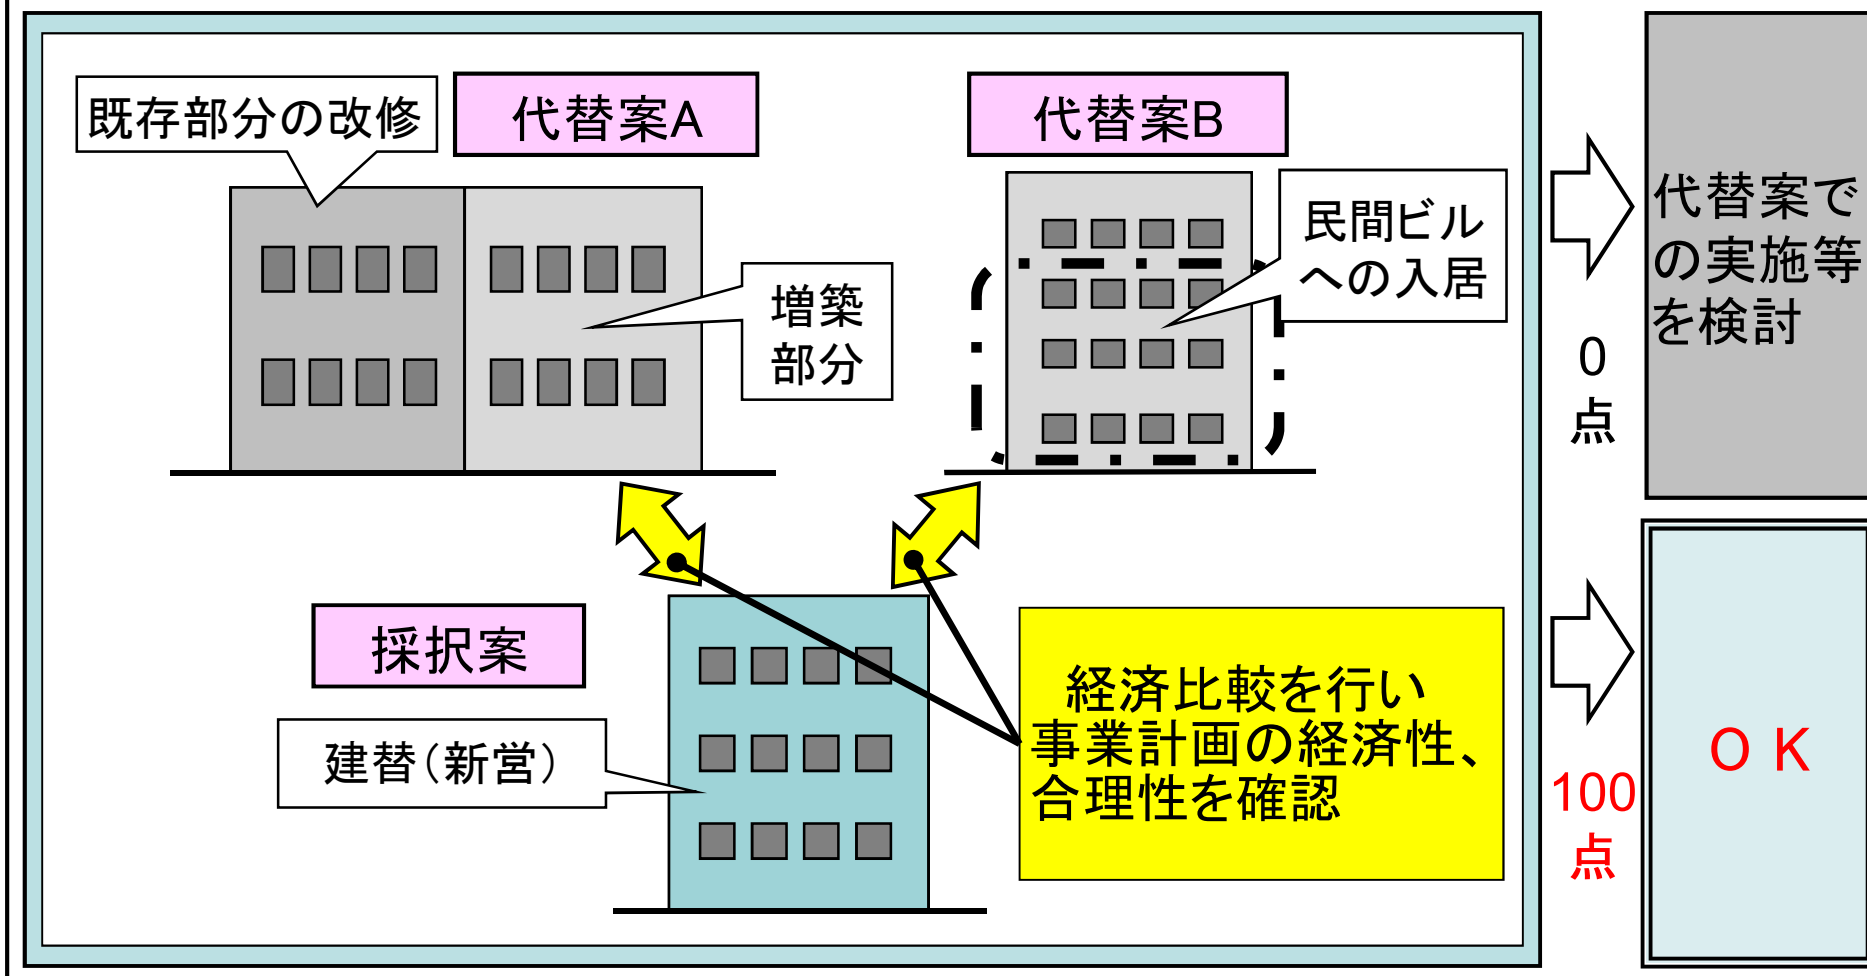 既存部分の改修
代替案A
代替案B
民間ビル
への入居
増築
部分
採択案
建替（新営）
経済比較を行い
事業計画の経済性、
合理性を確認
0
点
代替案で
の実施等
を検討
100
点
ＯＫ